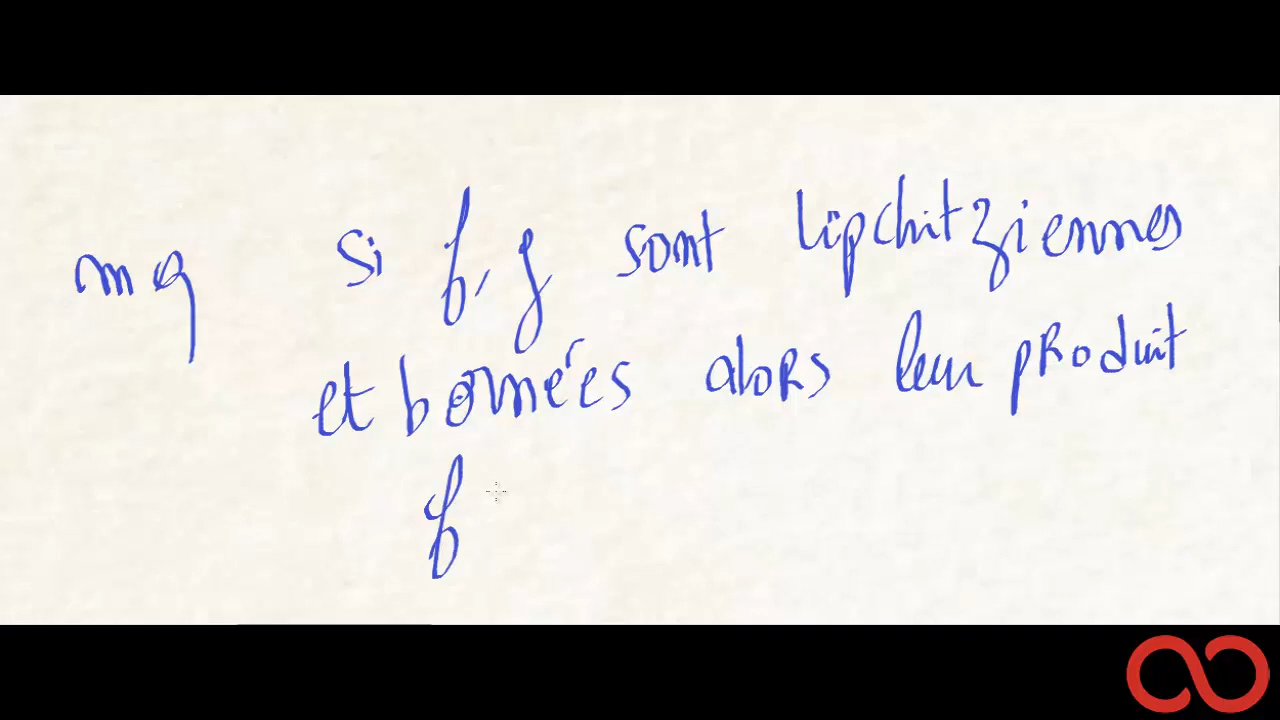 mq si f, g sont lipchitziennes
et bornées alors leur produit
f